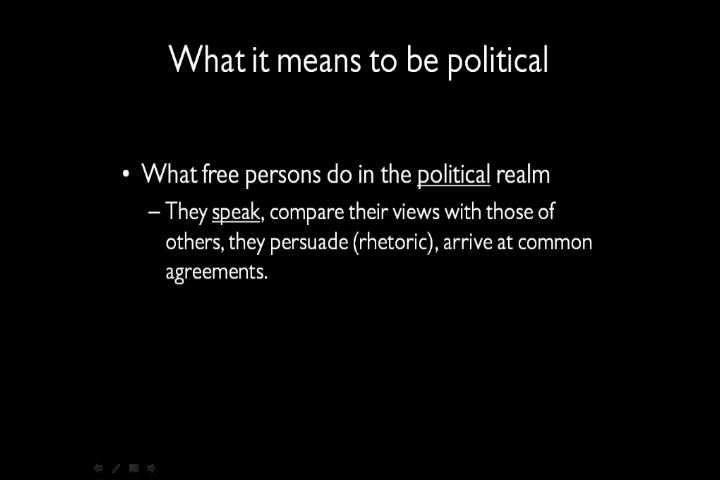 What it means to be political
• What free persons do in the political realm
– They speak, compare their views with those of
others, they persuade (rhetoric), arrive at common
agreements.